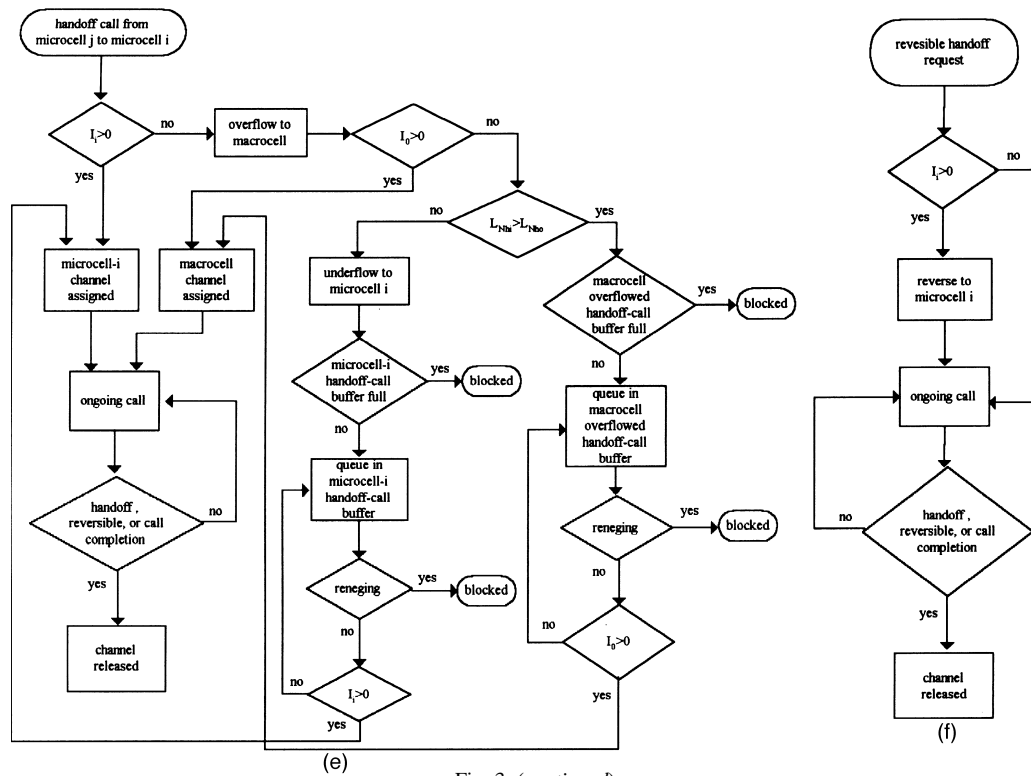 handoff call from
microcell j to microcell i
I_i>0
no
yes
overflow to
macrocell
I_0>0
no
yes
L_Nhi>L_Nho
no
yes
microcell-i
channel
assigned
macrocell
channel
assigned
underflow to
microcell i
macrocell
overflowed
handoff-call
buffer full
yes
blocked
no
microcell-i
handoff-call
buffer full
yes
blocked
no
ongoing call
queue in
macrocell
overflowed
handoff-call
buffer
queue in
microcell-i
handoff-call
buffer
handoff ,
reversible, or call
completion
no
yes
reneging
yes
blocked
no
reneging
yes
blocked
no
channel
released
I_0>0
no
yes
I_i>0
no
yes
(e)
revesible handoff
request
I_i>0
no
yes
reverse to
microcell i
ongoing call
handoff ,
reversible, or call
completion
no
yes
channel
released
(f)